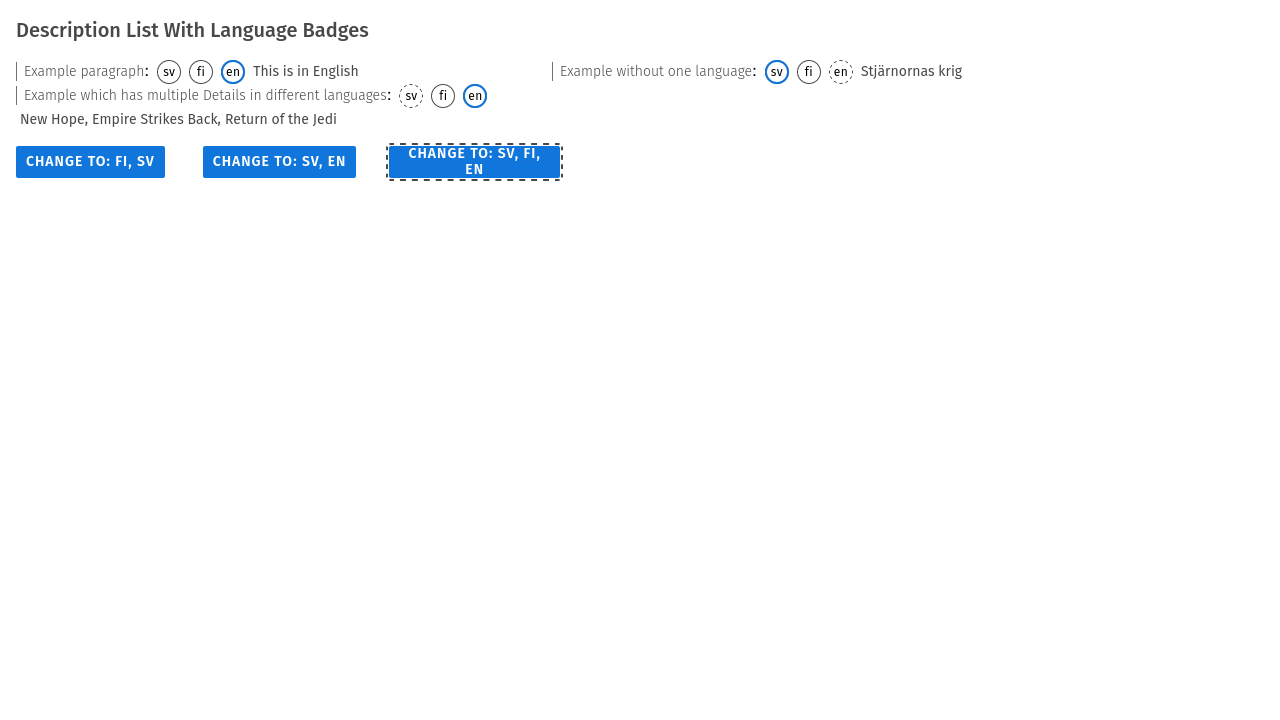 Description List With Language Badges
Example paragraph: sv fi en This is in English
Example without one language: sv fi en Stjärnornas krig
Example which has multiple Details in different languages: sv fi en
New Hope, Empire Strikes Back, Return of the Jedi
CHANGE TO: FI, SV
CHANGE TO: SV, EN
CHANGE TO: SV, FI,
EN